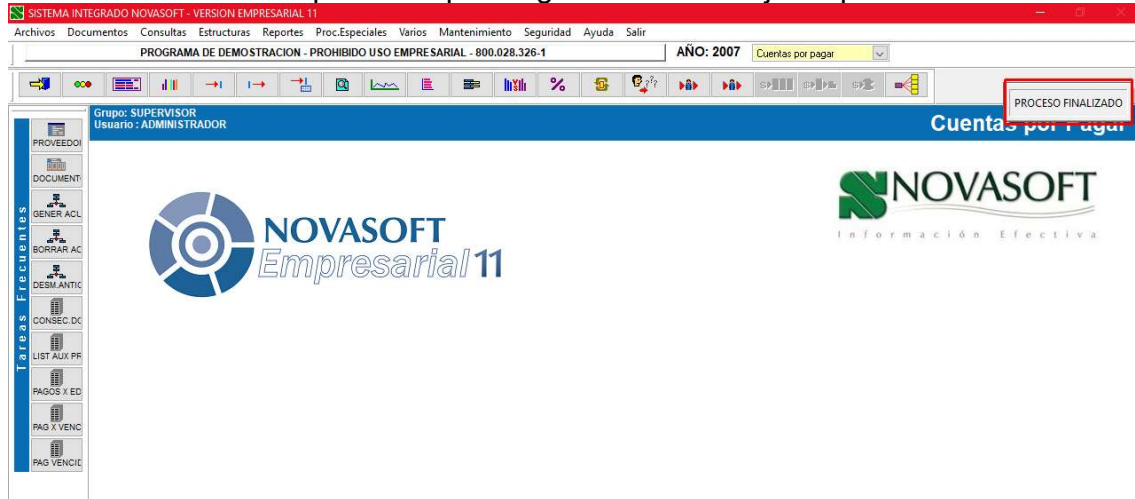 SISTEMA INTEGRADO NOVASOFT - VERSION EMPRESARIAL 11
Archivos Documentos Consultas Estructuras Reportes Proc.Especiales Varios Mantenimiento Seguridad Ayuda Salir
PROGRAMA DE DEMOSTRACION - PROHIBIDO USO EMPRESARIAL - 800.028.326-1 AÑO: 2007 Cuentas por pagar
PROCESO FINALIZADO
Grupo: SUPERVISOR
Usuario : ADMINISTRADOR
Cuentas por Pagar
Tareas Frecuentes
PROVEEDOI
DOCUMENT
GENER ACL
BORRAR AC
DESM.ANTIC
CONSEC.DC
LIST AUX PF
PAGOS X ED
PAG X VENC
PAG VENCID
NOVASOFT
Empresarial 11
NOVASOFT
Información Efectiva